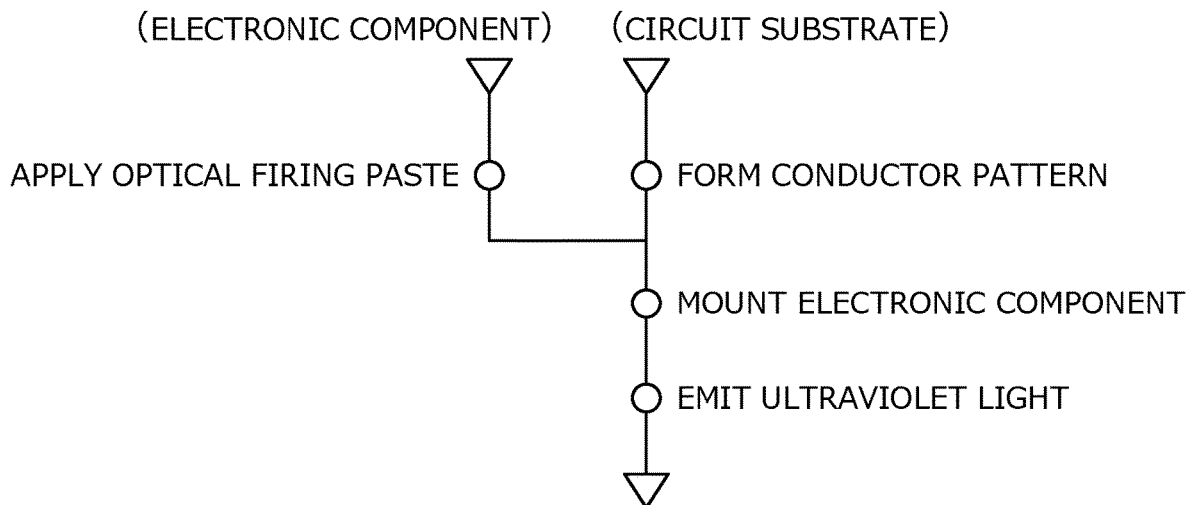 (ELECTRONIC COMPONENT)
(CIRCUIT SUBSTRATE)
APPLY OPTICAL FIRING PASTE
FORM CONDUCTOR PATTERN
MOUNT ELECTRONIC COMPONENT
EMIT ULTRAVIOLET LIGHT